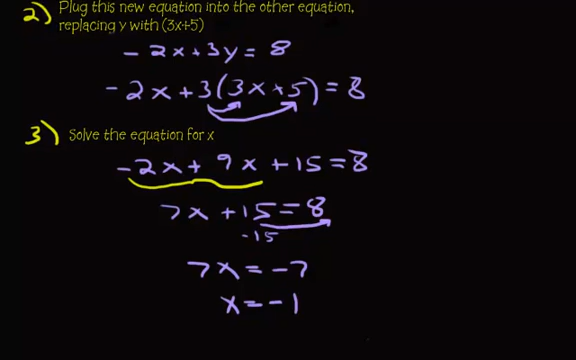 2) Plug this new equation into the other equation,
replacing y with (3x+5)
-2x+3y=8
-2x+3(3x+5)=8
3) Solve the equation for x
-2x+9x+15=8
7x+15=8
-15
7x=-7
x=-1